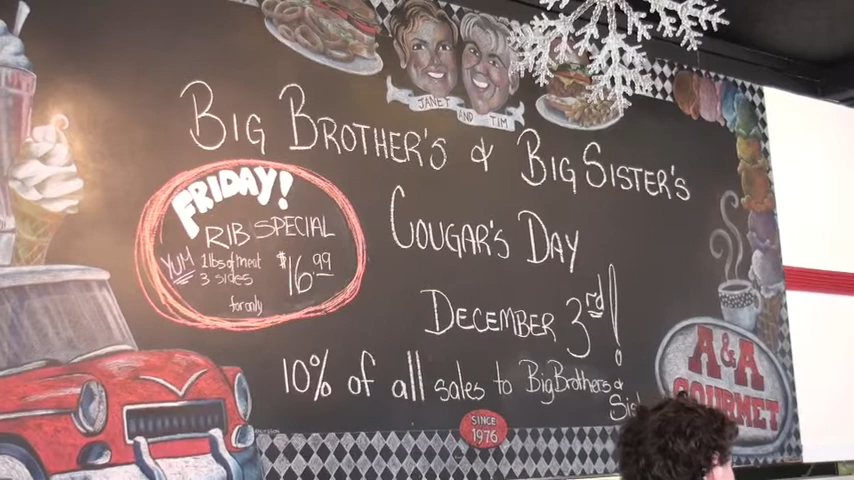 JANET
AND TIM
BIG BROTHER'S & BIG SISTER'S
COUGAR'S DAY
DECEMBER 3rd!
10% of all sales to Big Brothers &
FRIDAY!
RIB SPECIAL
YUM 1lbs of meat
3 sides
for only
$16.99
A & A
GOURMET
SINCE
1976